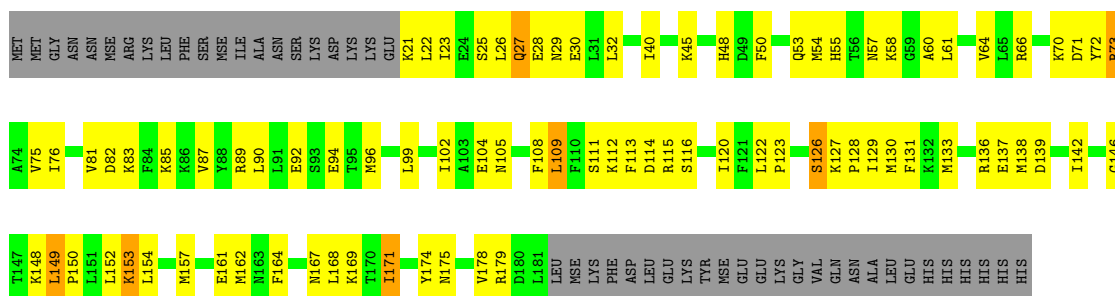 MET MET GLY ASN ASN MSE ARG LYS LEU PHE SER MSE ILE ALA ASN SER LYS ASP LYS LYS GLU K21 L22 I23 E24 S25 L26 Q27 E28 N29 E30 L31 L32 I40 K45 H48 D49 F50 Q53 M54 H55 T56 N57 K58 G59 A60 L61 V64 L65 R66 K70 D71 Y72
A74 V75 I76 V81 D82 K83 F84 K85 K86 V87 Y88 R89 L90 L91 E92 S93 E94 T95 M96 L99 I102 A103 E104 N105 F108 L109 F110 S111 K112 F113 D114 R115 S116 I120 F121 L122 P123 S126 K127 P128 I129 M130 F131 K132 M133 R136 E137 M138 D139 I142
T147 K148 L149 P150 L151 L152 K153 L154 M157 E161 M162 N163 F164 N167 L168 K169 T170 I171 Y174 N175 V178 R179 D180 L181 LEU MSE LYS PHE ASP LEU GLU LYS TYR MSE GLU GLU LYS GLY VAL GLN ASN ALA LEU GLU HIS HIS HIS HIS HIS HIS